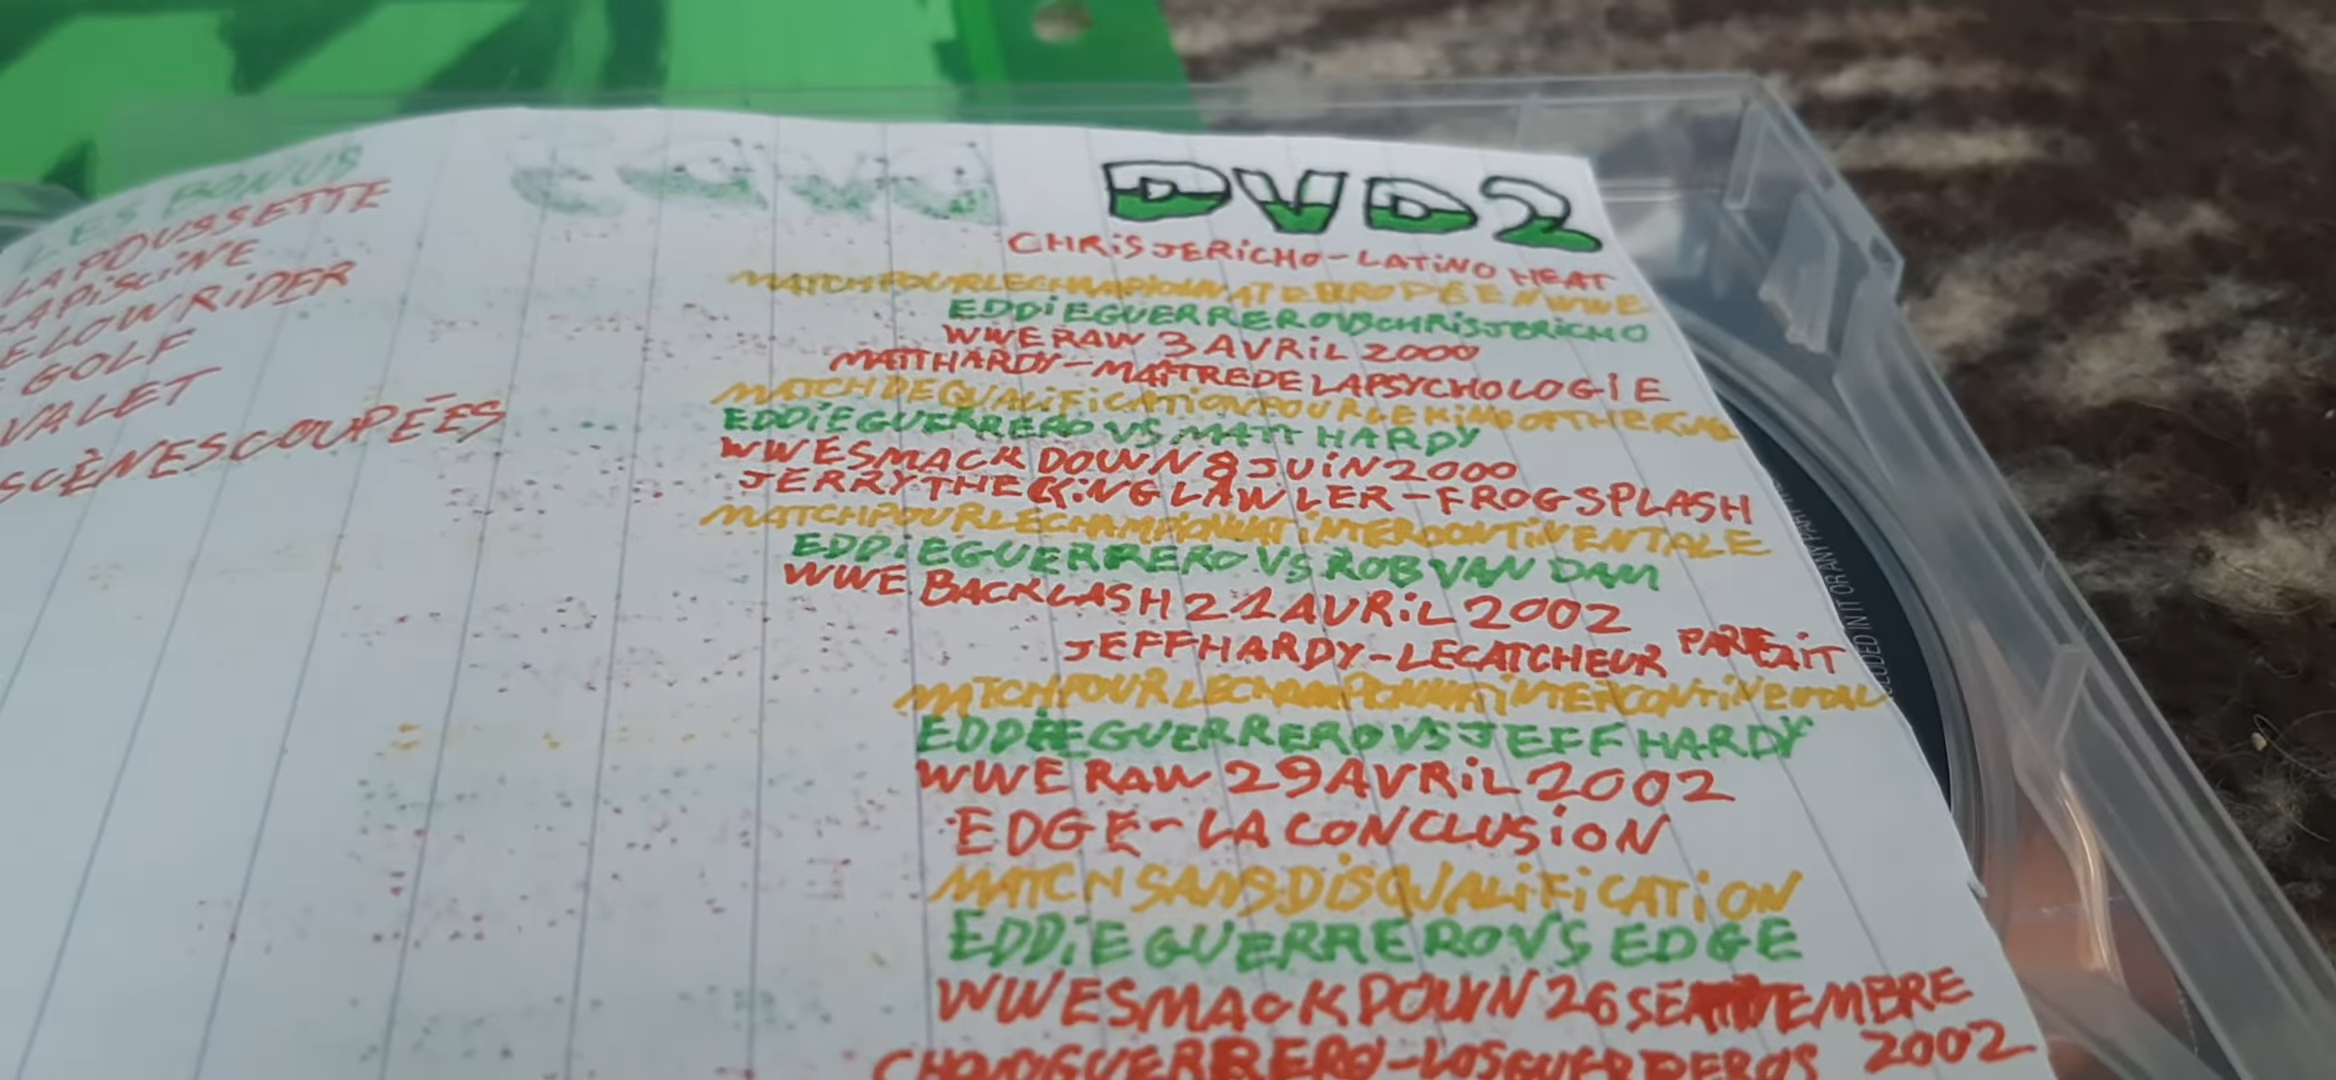 LES BONUS
LA POUSSETTE
LA PISCINE
LE LOW RIDER
GOLF
VALET
SCÈNES COUPÉES
DVD2
CHRIS JERICHO - LATINO HEAT
MATCH POUR LE CHAMPIONNAT EUROPÉEN WWE
EDDIE GUERRERO VS CHRIS JERICHO
WWE RAW 3 AVRIL 2000
MATT HARDY - MAÎTRE DE LA PSYCHOLOGIE
MATCH DE QUALIFICATION POUR LE KING OF THE RING
EDDIE GUERRERO VS MATT HARDY
WWE SMACKDOWN 8 JUIN 2000
JERRY THE KING LAWLER - FROG SPLASH
MATCH POUR LE CHAMPIONNAT INTERCONTINENTALE
EDDIE GUERRERO VS ROB VAN DAM
WWE BACKLASH 21 AVRIL 2002
JEFF HARDY - LE CATCHEUR PARFAIT
MATCH POUR LE CHAMPIONNAT INTERCONTINENTAL
EDDIE GUERRERO VS JEFF HARDY
WWE RAW 29 AVRIL 2002
EDGE - LA CONCLUSION
MATCH SANS DISQUALIFICATION
EDDIE GUERRERO VS EDGE
WWE SMACKDOWN 26 SEPTEMBRE 2002
GUERRERO - LOS GUERREROS